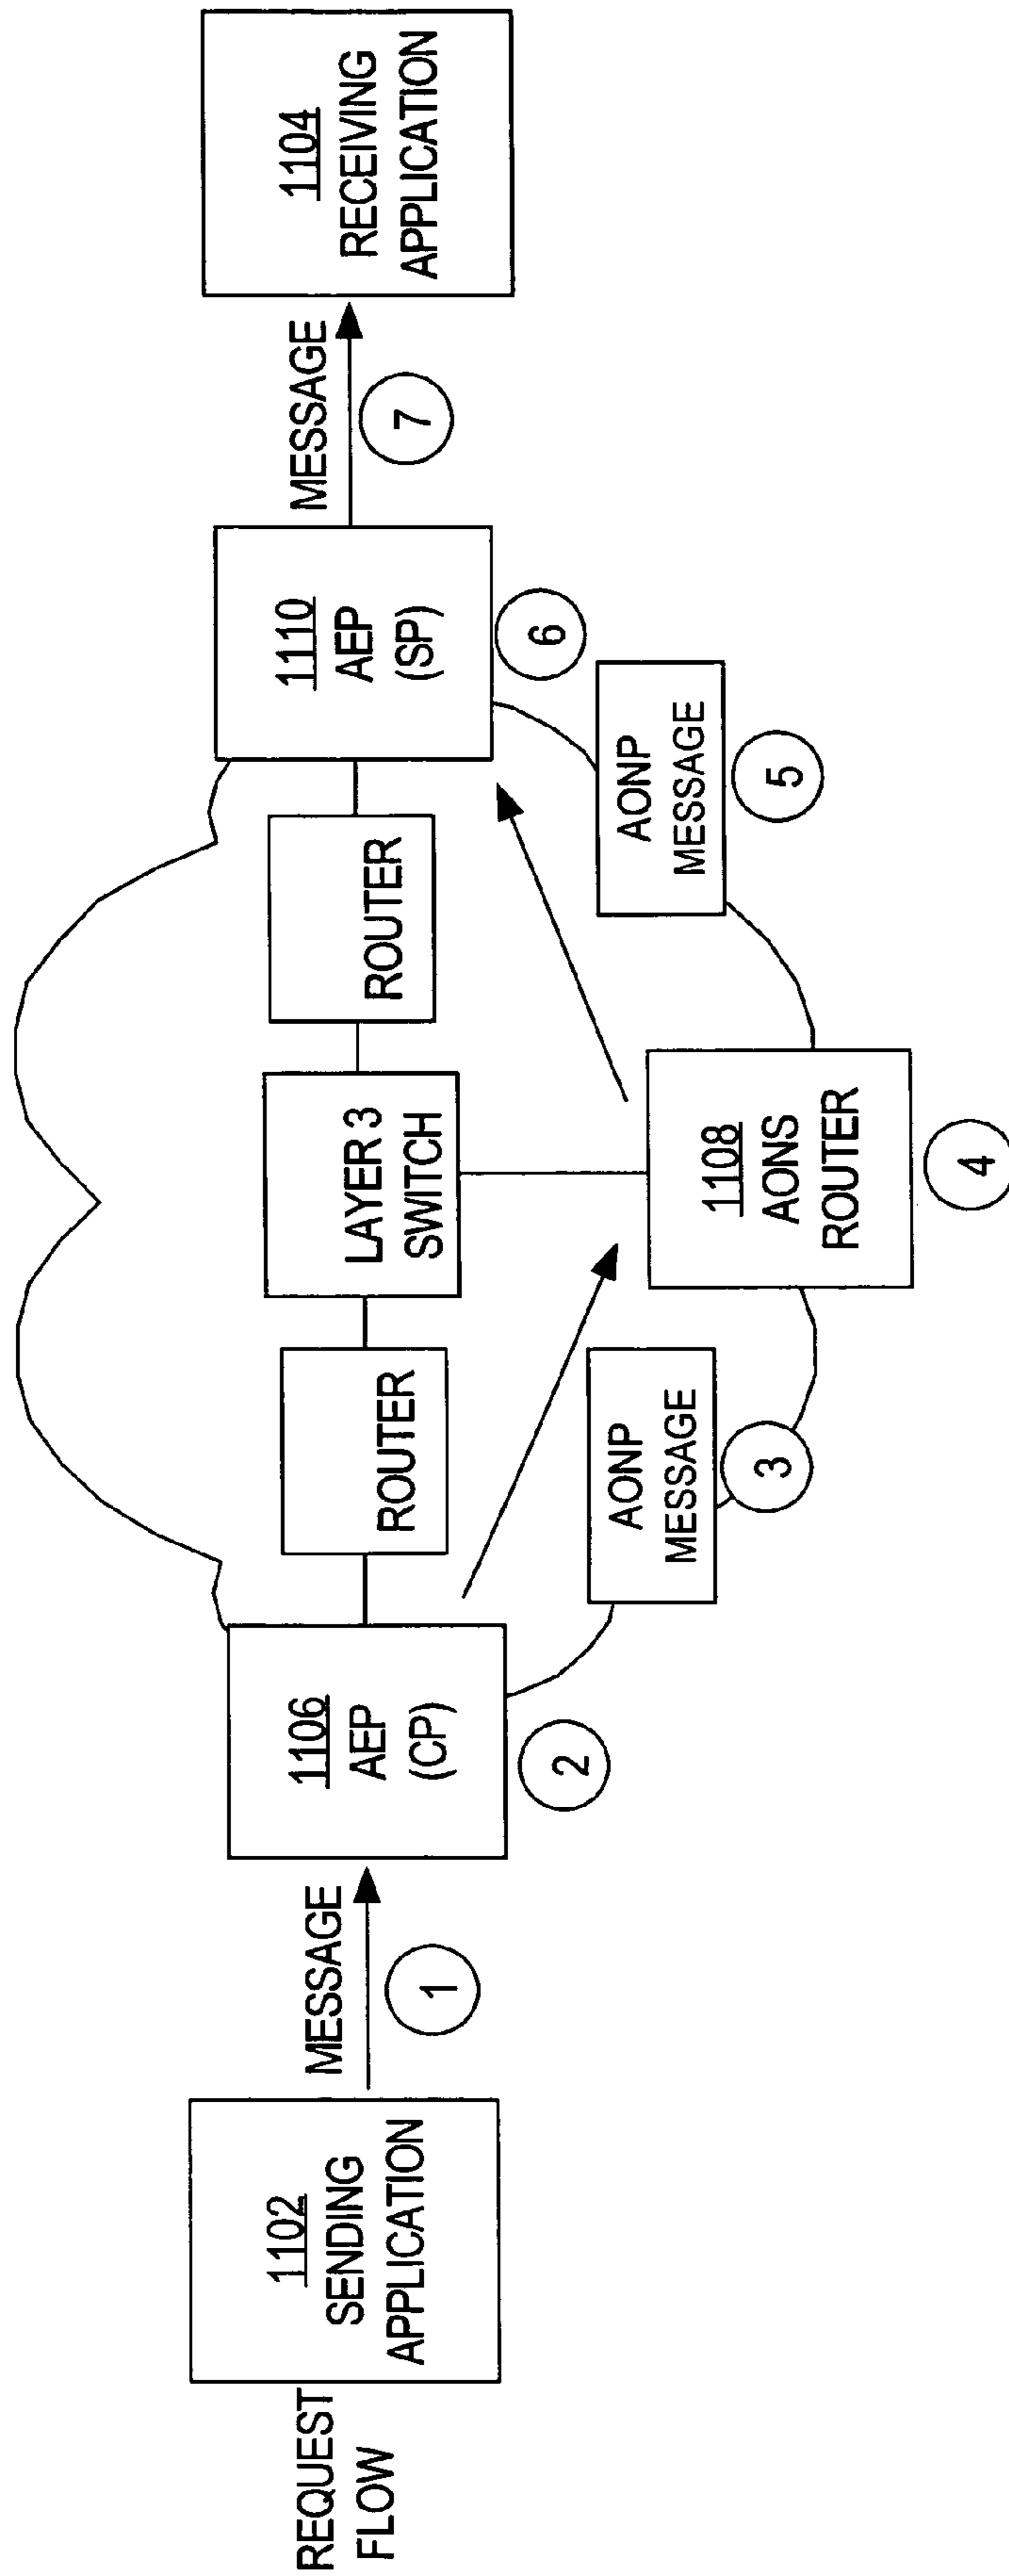 REQUEST
FLOW
1102
SENDING
APPLICATION
MESSAGE
1
1106
AEP
(CP)
2
ROUTER
AONP
MESSAGE
3
LAYER 3
SWITCH
1108
AONS
ROUTER
4
ROUTER
AONP
MESSAGE
5
1110
AEP
(SP)
6
MESSAGE
7
1104
RECEIVING
APPLICATION